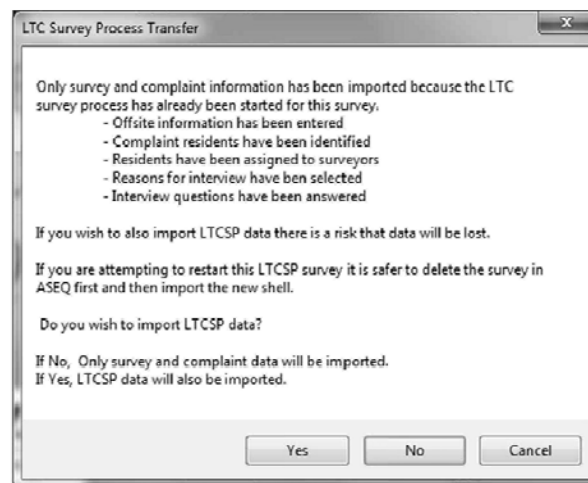 LTC Survey Process Transfer
x
Only survey and complaint information has been imported because the LTC
survey process has already been started for this survey.
- Offsite information has been entered
- Complaint residents have been identified
- Residents have been assigned to surveyors
- Reasons for interview have ben selected
- Interview questions have been answered
If you wish to also import LTCSP data there is a risk that data will be lost.
If you are attempting to restart this LTCSP survey it is safer to delete the survey in
ASEQ first and then import the new shell.
Do you wish to import LTCSP data?
If No, Only survey and complaint data will be imported.
If Yes, LTCSP data will also be imported.
Yes No Cancel